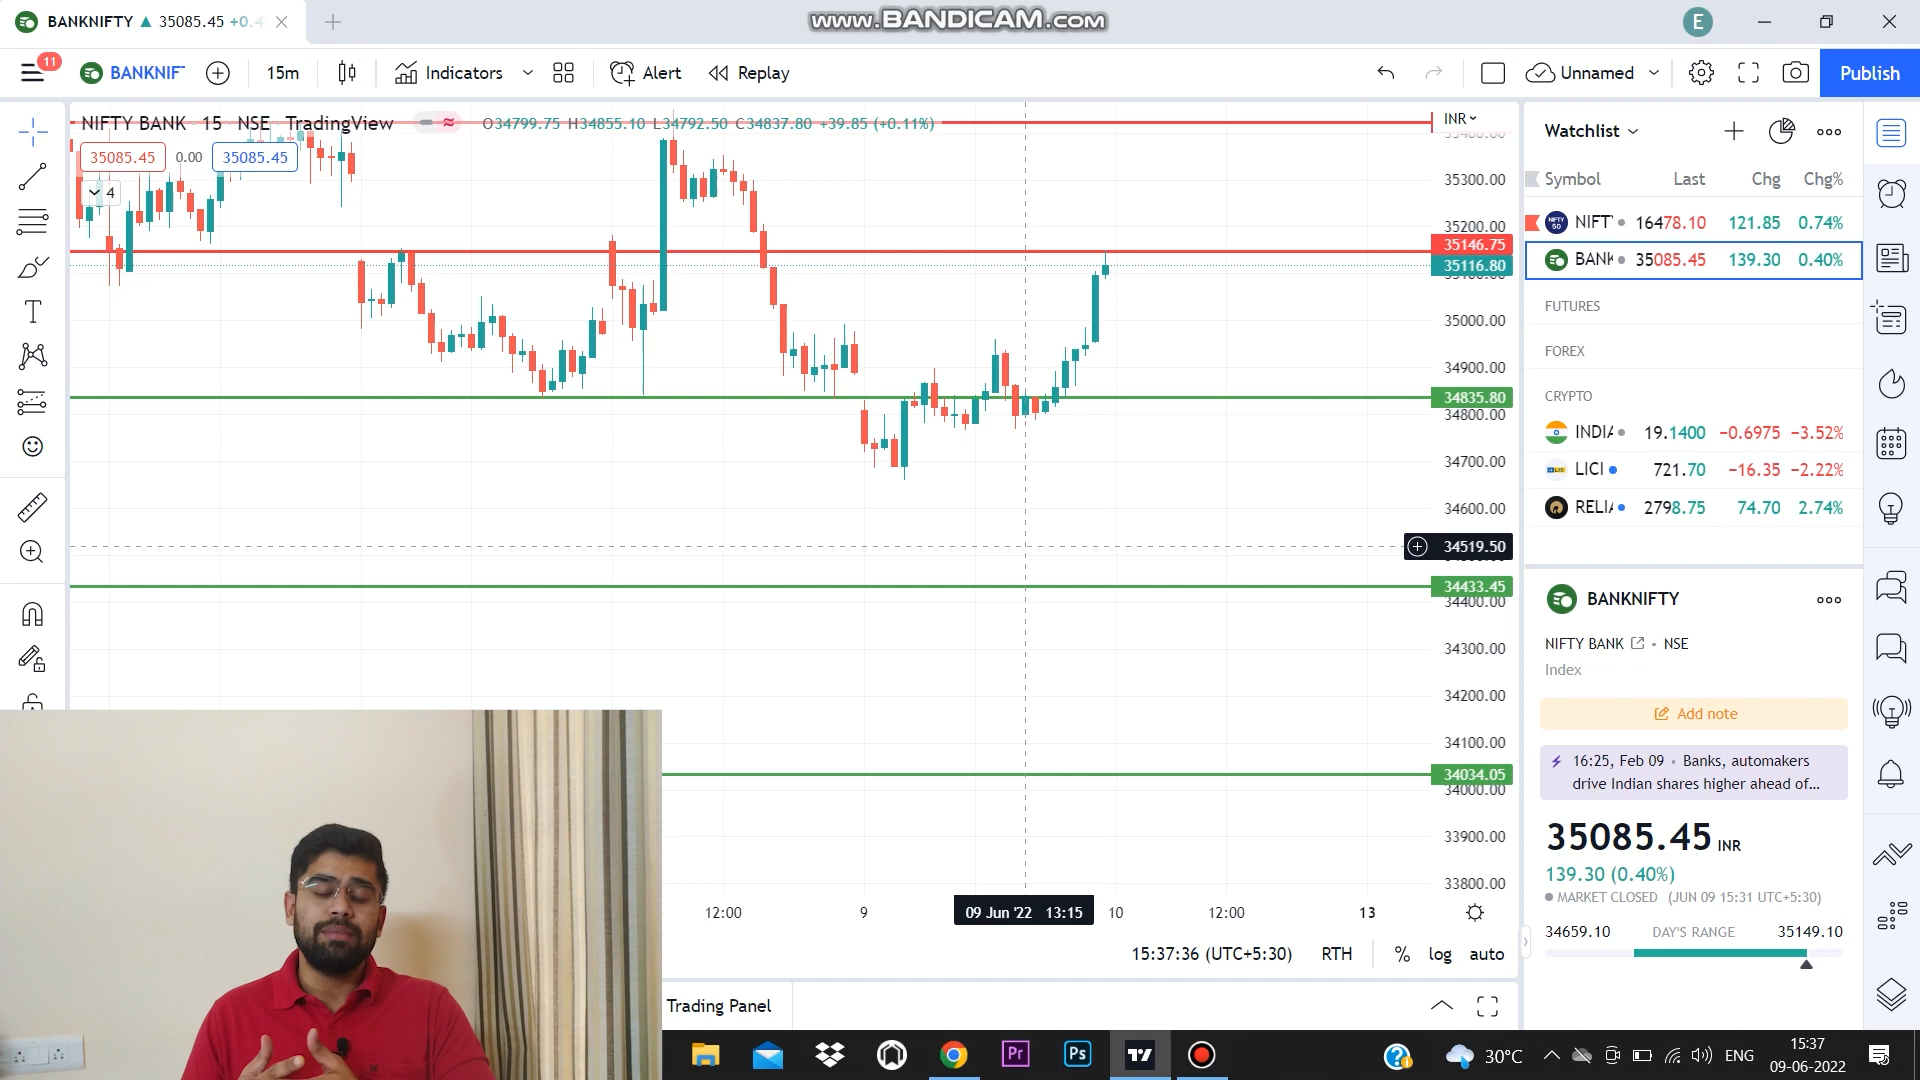 BANKNIFTY ▲ 35085.45 +0.4
www.BANDICAM.com
E
11
BANKNIF
15m
Indicators
Alert
Replay
Unnamed
Publish
NIFTY BANK 15 NSE TradingView
O34799.75 H34855.10 L34792.50 C34837.80 +39.85 (+0.11%)
INR
35085.45 0.00 35085.45
4
35300.00
35200.00
35146.75
35116.80
35000.00
34900.00
34835.80
34800.00
34700.00
34600.00
34519.50
34433.45
34400.00
34300.00
34200.00
34100.00
34034.05
34000.00
33900.00
33800.00
12:00
9
09 Jun '22 13:15
10
12:00
13
15:37:36 (UTC+5:30)
RTH
%
log
auto
Trading Panel
Watchlist
Symbol Last Chg Chg%
NIFT 16478.10 121.85 0.74%
BANK 35085.45 139.30 0.40%
FUTURES
FOREX
CRYPTO
INDIA 19.1400 −0.6975 −3.52%
LICI 721.70 −16.35 −2.22%
RELIA 2798.75 74.70 2.74%
BANKNIFTY
NIFTY BANK • NSE
Index
Add note
16:25, Feb 09 • Banks, automakers
drive Indian shares higher ahead of...
35085.45 INR
139.30 (0.40%)
MARKET CLOSED (JUN 09 15:31 UTC+5:30)
34659.10 DAY'S RANGE 35149.10
Pr
Ps
30°C
ENG
15:37
09-06-2022